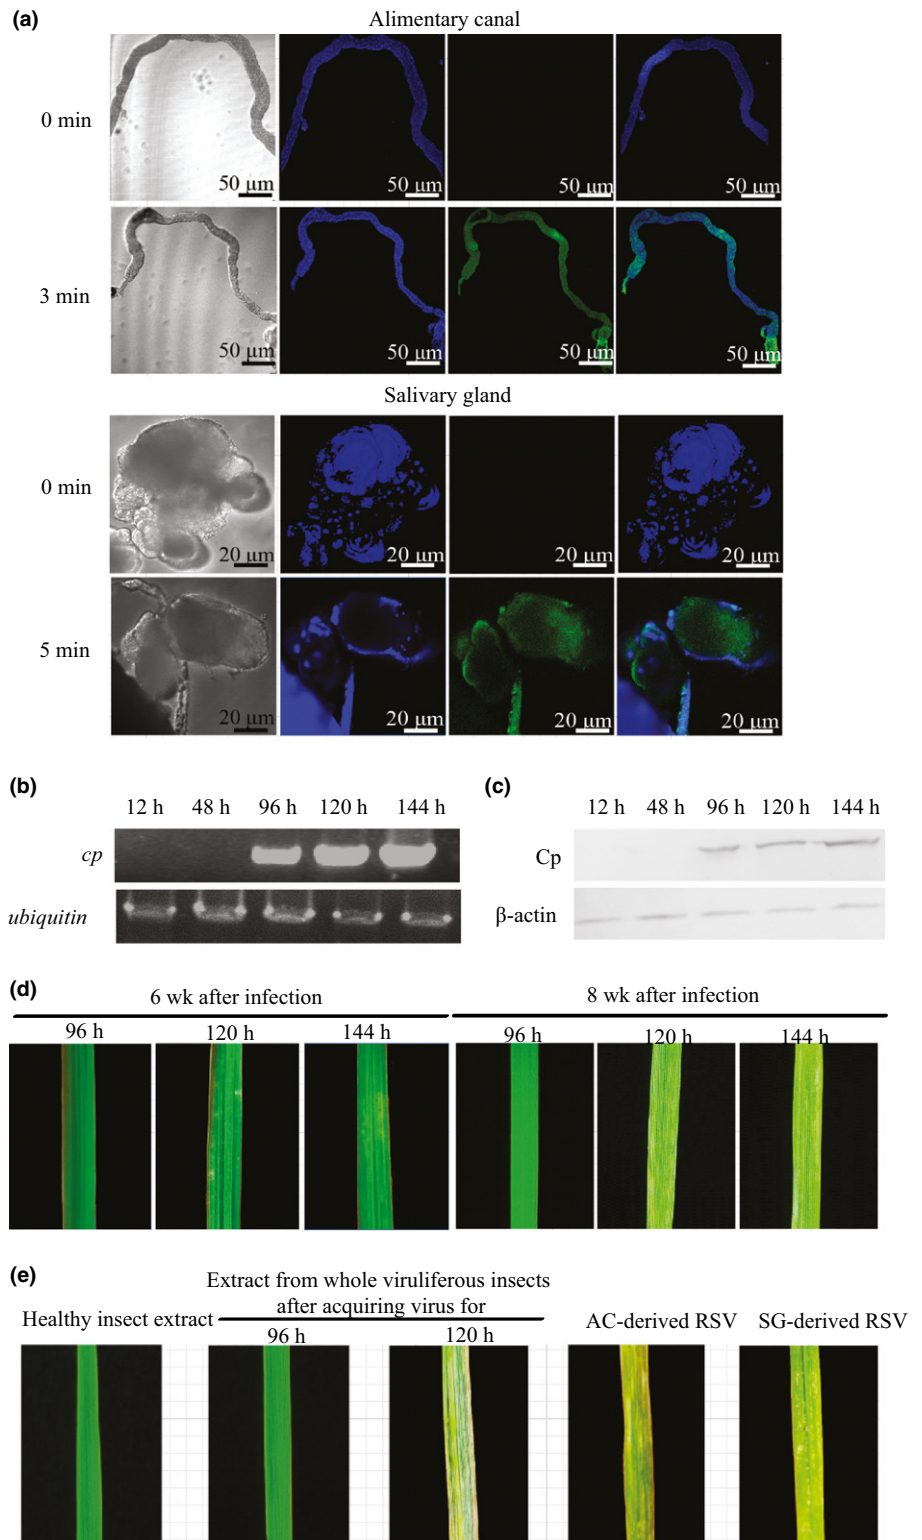 (a)
Alimentary canal
0 min
50 µm 50 µm 50 µm 50 µm
3 min
50 µm 50 µm 50 µm 50 µm
Salivary gland
0 min
20 µm 20 µm 20 µm 20 µm
5 min
20 µm 20 µm 20 µm 20 µm
(b)
12 h 48 h 96 h 120 h 144 h
cp
ubiquitin
(c)
12 h 48 h 96 h 120 h 144 h
Cp
β-actin
(d)
6 wk after infection 8 wk after infection
96 h 120 h 144 h 96 h 120 h 144 h
(e)
Extract from whole viruliferous insects
Healthy insect extract after acquiring virus for AC-derived RSV SG-derived RSV
96 h 120 h